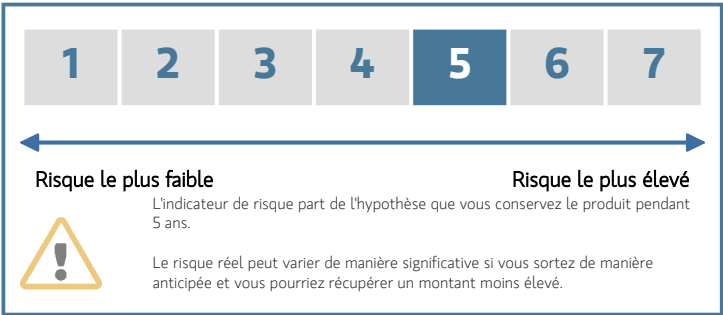 1 2 3 4 5 6 7
Risque le plus faible Risque le plus élevé
L'indicateur de risque part de l'hypothèse que vous conservez le produit pendant
5 ans.
Le risque réel peut varier de manière significative si vous sortez de manière
anticipée et vous pourriez récupérer un montant moins élevé.